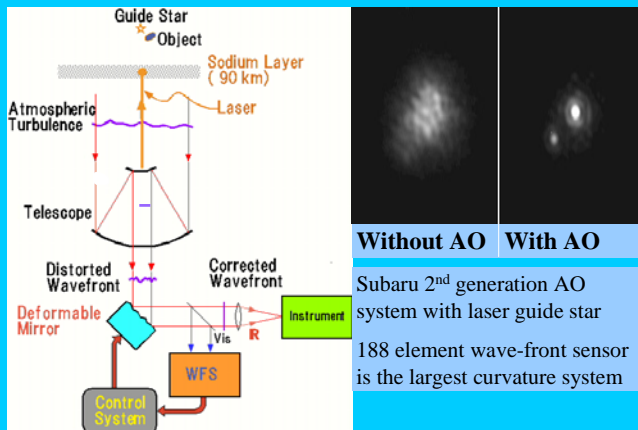 Guide Star
Object
Sodium Layer
( 90 km)
Laser
Atmospheric
Turbulence
Telescope
Distorted
Wavefront
Corrected
Wavefront
Deformable
Mirror
Vis
R
Instrument
WFS
Control
System
Without AO
With AO
Subaru 2nd generation AO
system with laser guide star
188 element wave-front sensor
is the largest curvature system